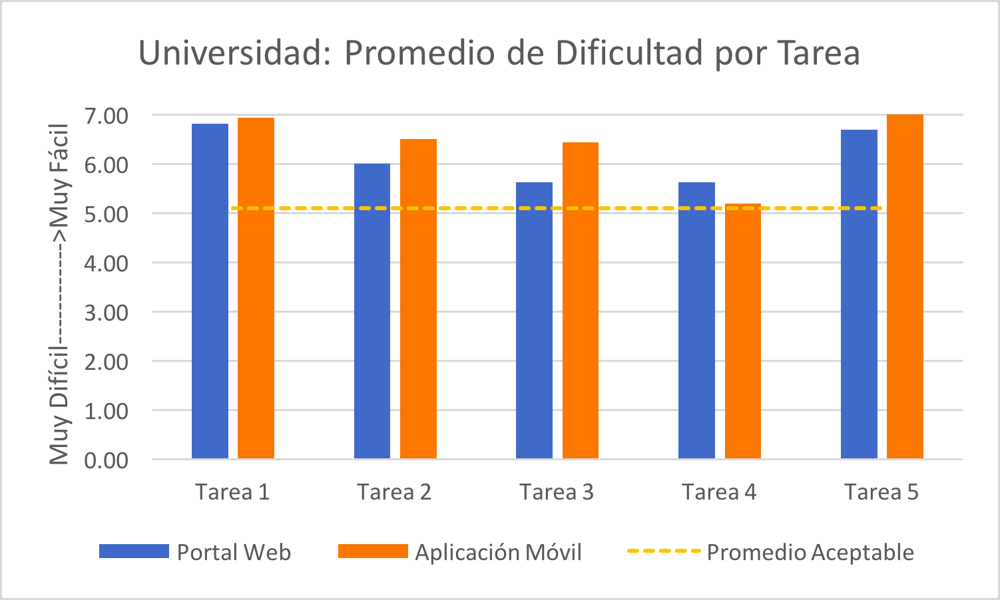 Universidad: Promedio de Dificultad por Tarea
Muy Difícil------------->Muy Fácil
7.00
6.00
5.00
4.00
3.00
2.00
1.00
0.00
Tarea 1 Tarea 2 Tarea 3 Tarea 4 Tarea 5
Portal Web Aplicación Móvil Promedio Aceptable